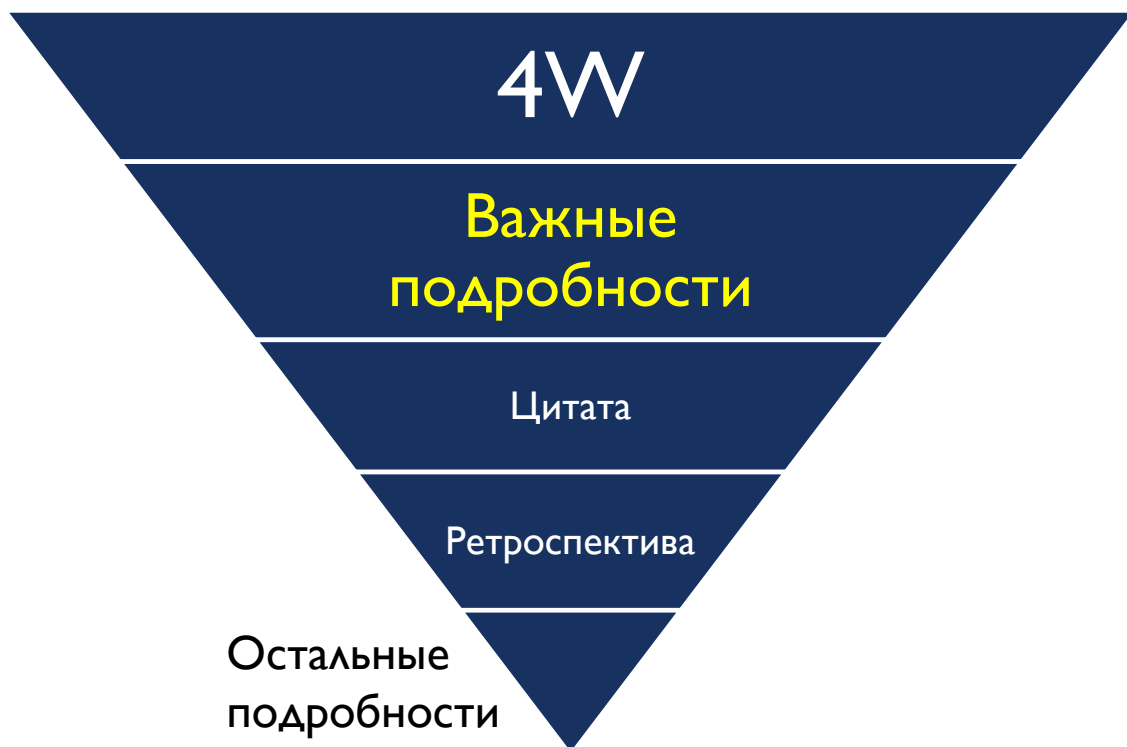 4W
Важные
подробности
Цитата
Ретроспектива
Остальные
подробности